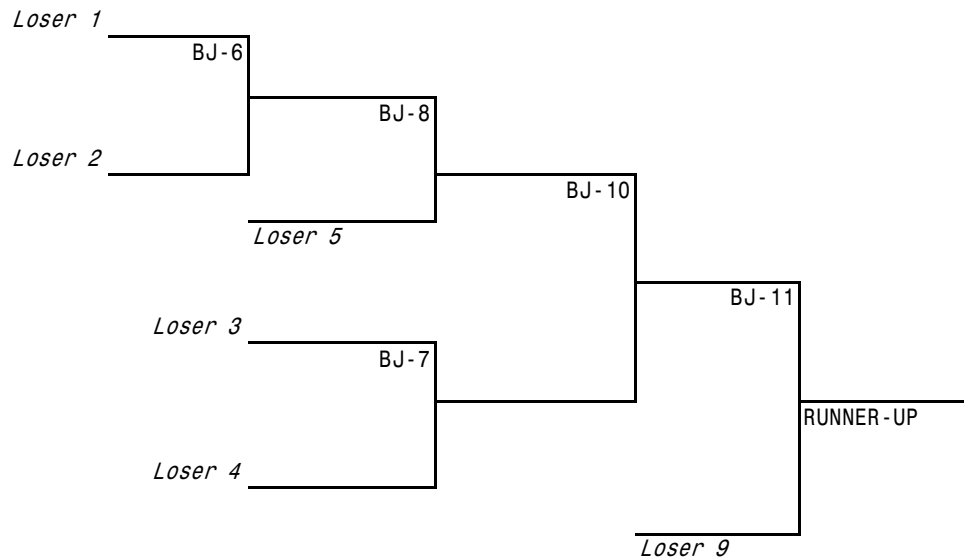 Loser 1
BJ-6
BJ-8
Loser 2
BJ-10
Loser 5
BJ-11
Loser 3
BJ-7
RUNNER-UP
Loser 4
Loser 9